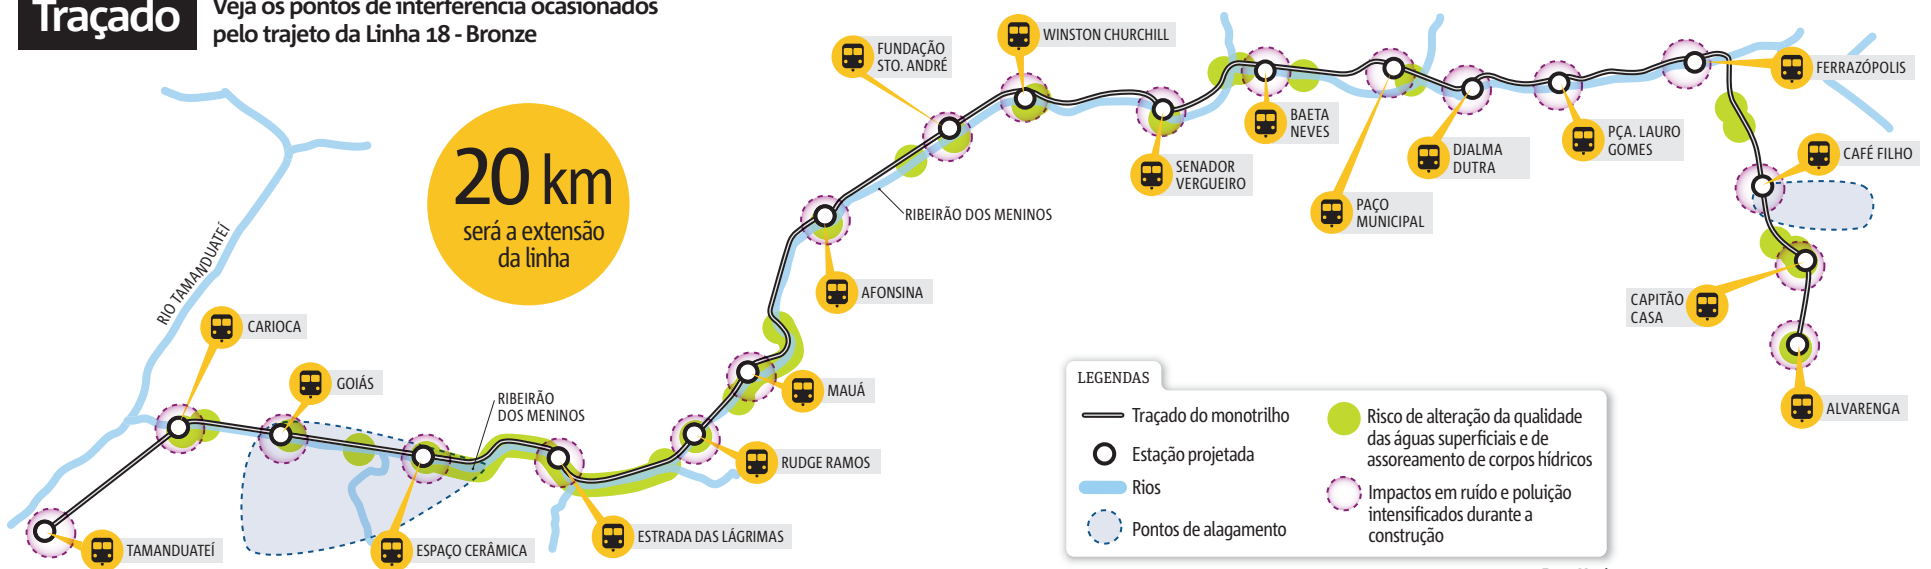 Traçado
Veja os pontos de interferência ocasionados
pelo trajeto da Linha 18 - Bronze
20 km
será a extensão
da linha
RIO TAMANDUATEÍ
TAMANDUATEÍ
CARIOCA
GOIÁS
ESPAÇO CERÂMICA
RIBEIRÃO
DOS MENINOS
ESTRADA DAS LÁGRIMAS
RUDGE RAMOS
MAUÁ
AFONSINA
RIBEIRÃO DOS MENINOS
FUNDAÇÃO
STO. ANDRÉ
WINSTON CHURCHILL
SENADOR
VERGUEIRO
BAETA
NEVES
PAÇO
MUNICIPAL
DJALMA
DUTRA
PÇA. LAURO
GOMES
FERRAZÓPOLIS
CAFÉ FILHO
CAPITÃO
CASA
ALVARENGA
LEGENDAS
Traçado do monotrilho
Estação projetada
Rios
Pontos de alagamento
Risco de alteração da qualidade
das águas superficiais e de
assoreamento de corpos hídricos
Impactos em ruído e poluição
intensificados durante a
construção